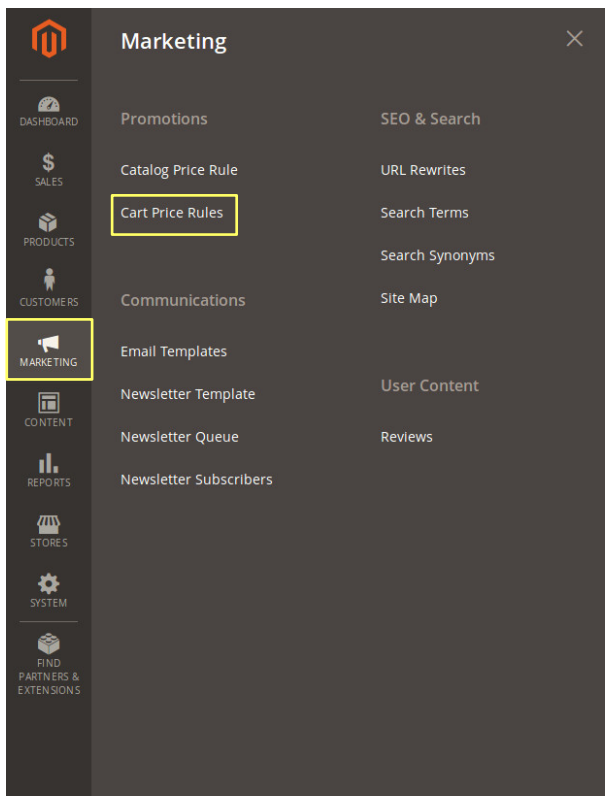 Marketing
DASHBOARD
SALES
PRODUCTS
CUSTOMERS
MARKETING
CONTENT
REPORTS
STORES
SYSTEM
FIND
PARTNERS &
EXTENSIONS
Promotions
Catalog Price Rule
Cart Price Rules
Communications
Email Templates
Newsletter Template
Newsletter Queue
Newsletter Subscribers
SEO & Search
URL Rewrites
Search Terms
Search Synonyms
Site Map
User Content
Reviews